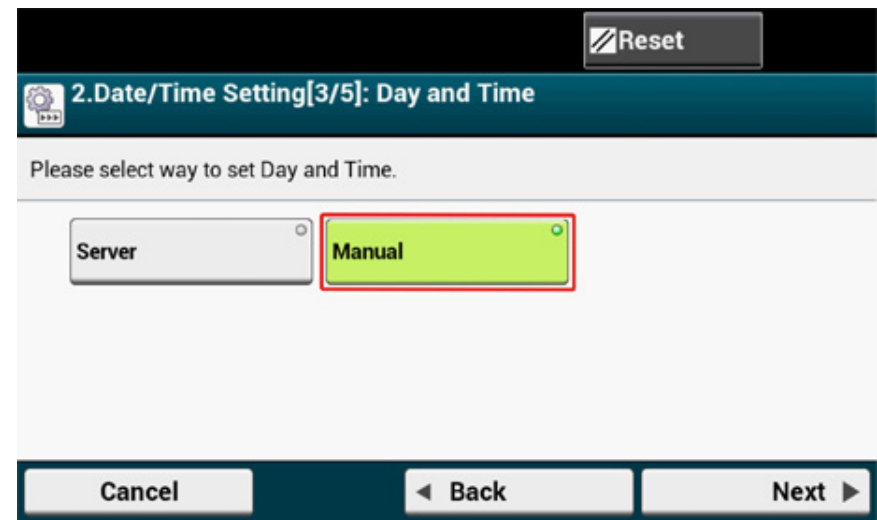 Reset
2.Date/Time Setting[3/5]: Day and Time
Please select way to set Day and Time.
Server
Manual
Cancel
Back
Next